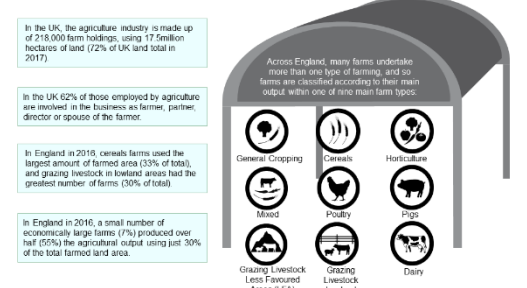 In the UK, the agriculture industry is made up
of 218,000 farm holdings, using 17.5million
hectares of land (72% of UK land total in
2017).
In the UK 62% of those employed by agriculture
are involved in the business as farmer, partner,
director or spouse of the farmer.
In England in 2016, cereals farms used the
largest amount of farmed area (33% of total),
and grazing livestock in lowland areas had the
greatest number of farms (30% of total).
In England in 2016, a small number of
economically large farms (7%) produced over
half (55%) the agricultural output using just 30%
of the total farmed land area.
Across England, many farms undertake
more than one type of farming, and so
farms are classified according to their main
output within one of nine main farm types:
General Cropping
Cereals
Horticulture
Mixed
Poultry
Pigs
Grazing Livestock
Less Favoured
Grazing
Livestock
Dairy